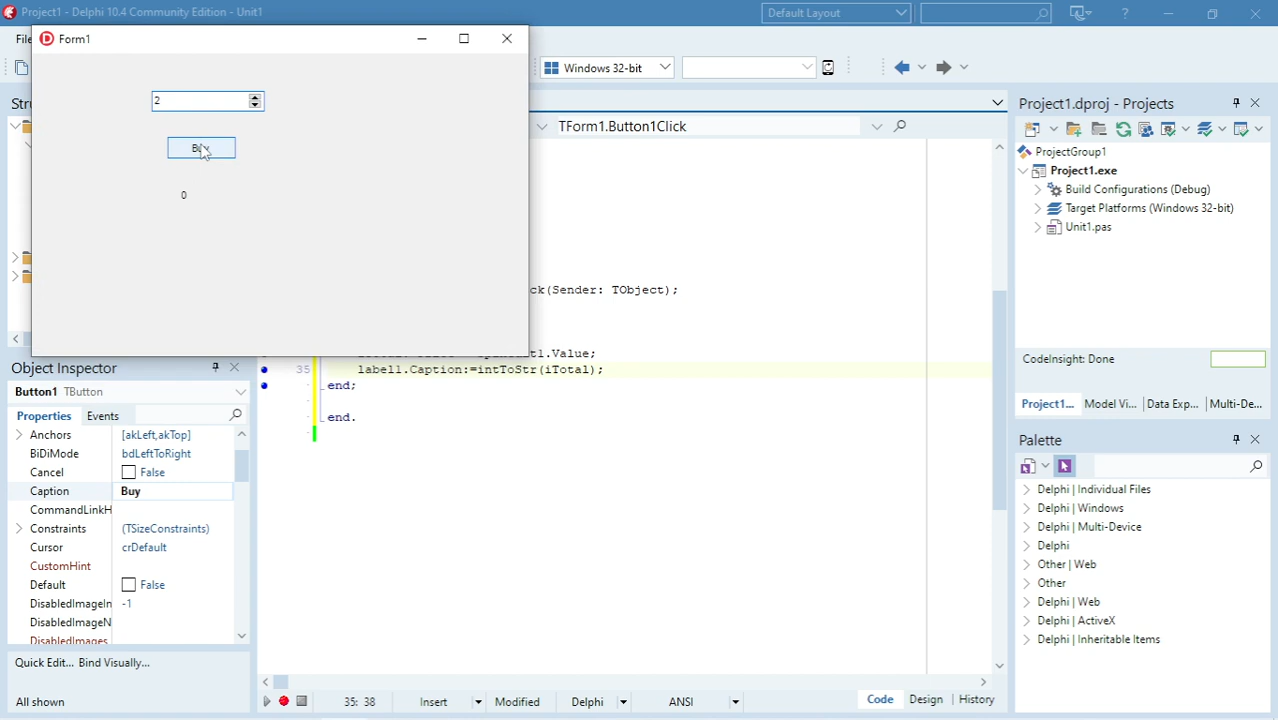 Project1 - Delphi 10.4 Community Edition - Unit1
Default Layout
Form1
Windows 32-bit
2
Buy
0
TForm1.Button1Click
ck(Sender: TObject);
1.Value;
35 label1.Caption:=intToStr(iTotal);
end;
end.
Object Inspector
Button1 TButton
Properties Events
Anchors [akLeft,akTop]
BiDiMode bdLeftToRight
Cancel False
Caption Buy
CommandLinkH
Constraints (TSizeConstraints)
Cursor crDefault
CustomHint
Default False
DisabledImageIn -1
DisabledImageN
DisabledImages
Quick Edit... Bind Visually...
All shown
35: 38 Insert Modified Delphi ANSI
Code Design History
Project1.dproj - Projects
ProjectGroup1
Project1.exe
Build Configurations (Debug)
Target Platforms (Windows 32-bit)
Unit1.pas
CodeInsight: Done
Project1... Model Vi... Data Exp... Multi-De...
Palette
Delphi | Individual Files
Delphi | Windows
Delphi | Multi-Device
Delphi
Other | Web
Other
Delphi | Web
Delphi | ActiveX
Delphi | Inheritable Items